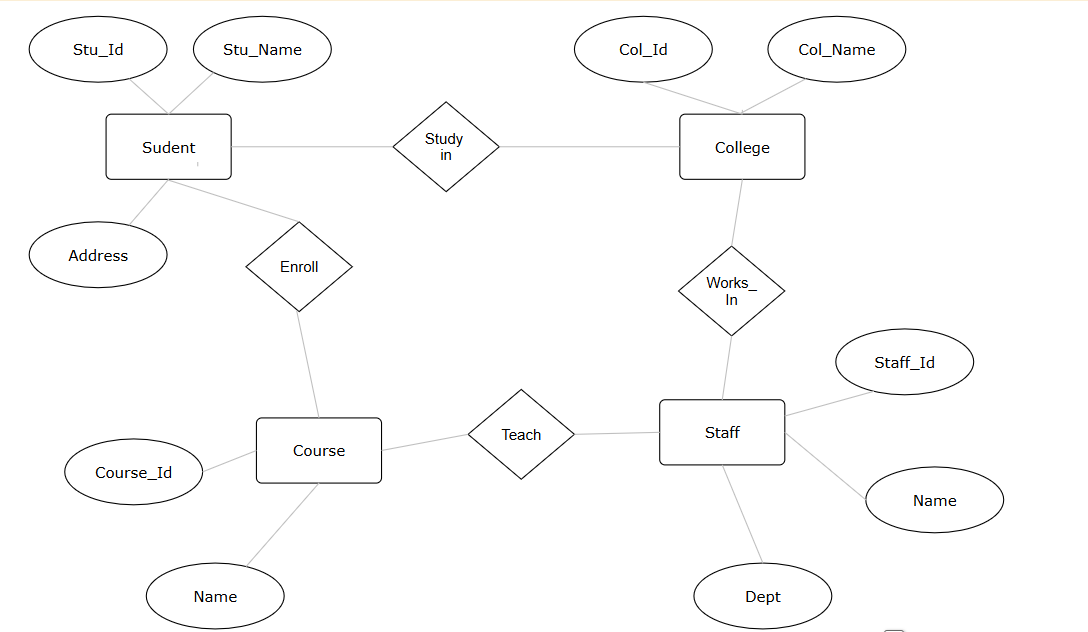 Stu_Id
Stu_Name
Col_Id
Col_Name
Sudent
Study
in
College
Address
Enroll
Works_
In
Staff_Id
Course
Teach
Staff
Course_Id
Name
Name
Dept